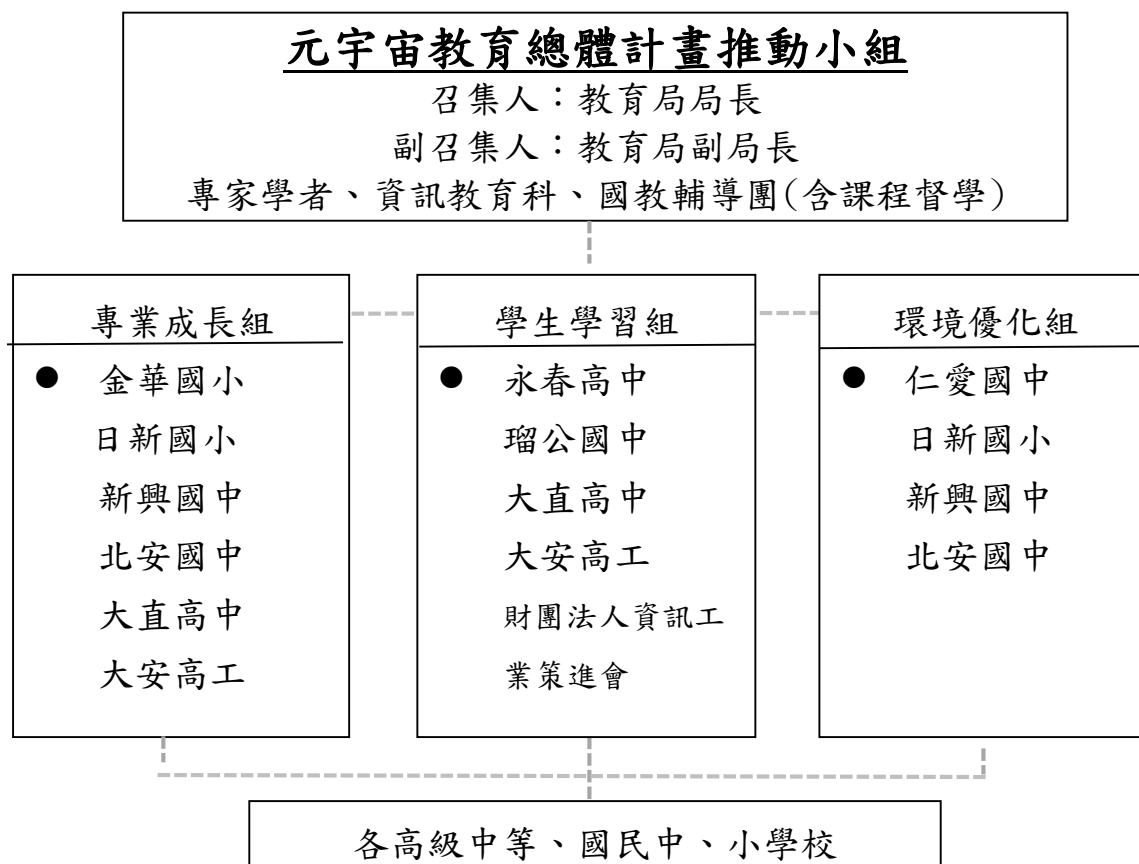 元宇宙教育總體計畫推動小組
召集人：教育局局長
副召集人：教育局副局長
專家學者、資訊教育科、國教輔導團(含課程督學)
專業成長組
● 金華國小
日新國小
新興國中
北安國中
大直高中
大安高工
學生學習組
● 永春高中
瑠公國中
大直高中
大安高工
財團法人資訊工
業策進會
環境優化組
● 仁愛國中
日新國小
新興國中
北安國中
各高級中等、國民中、小學校